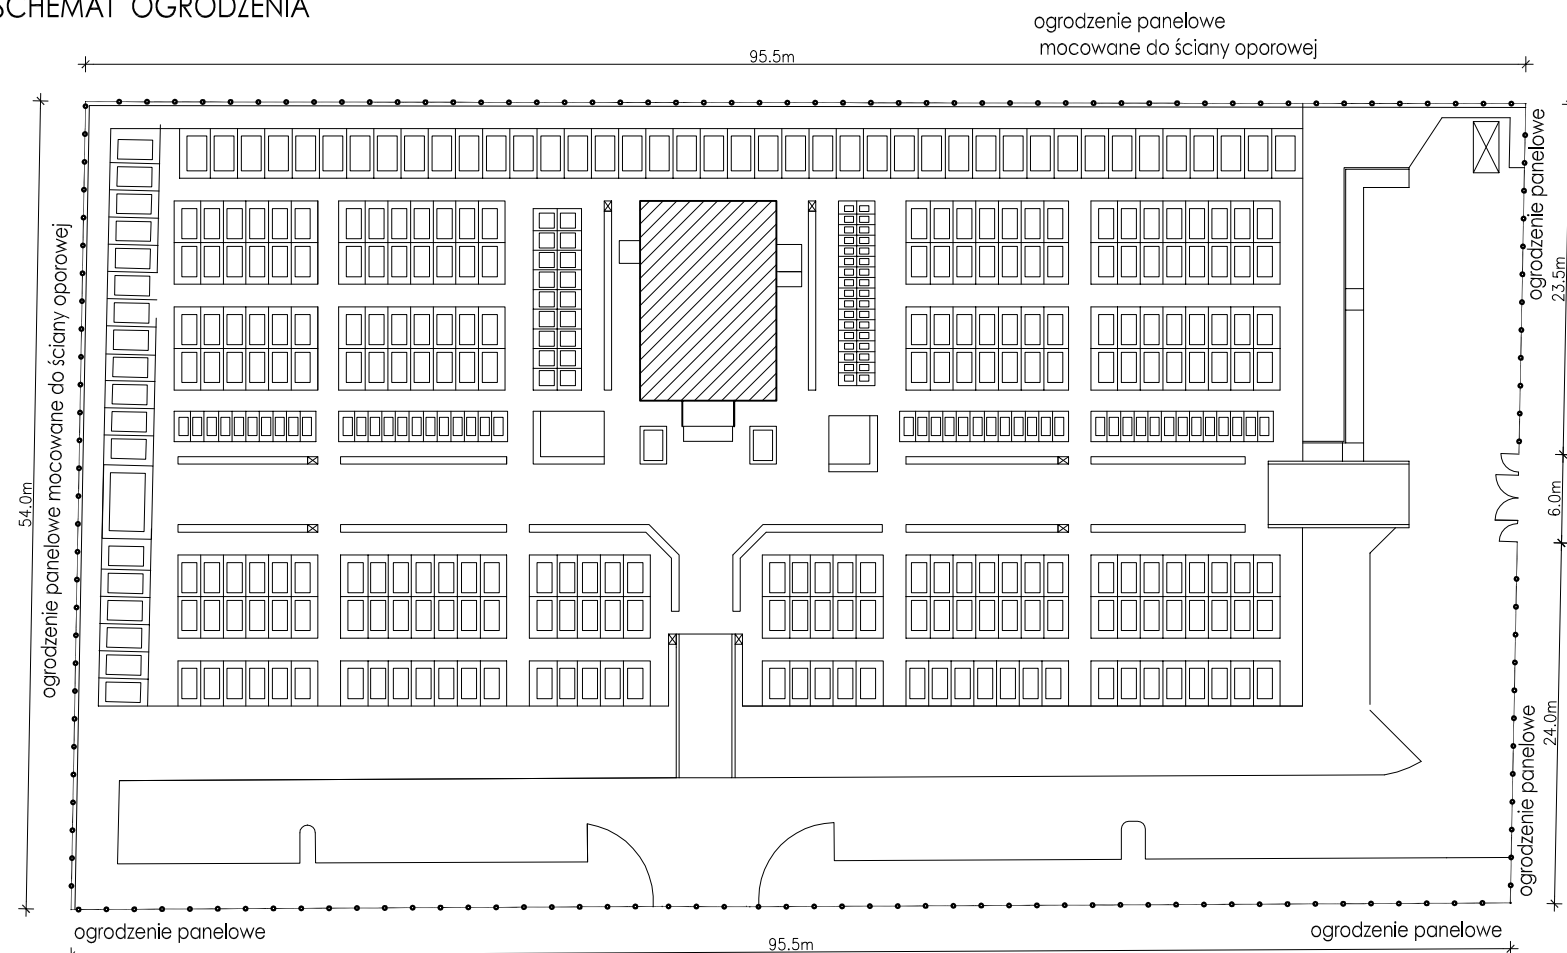 SCHEMAT OGRODZENIA
ogrodzenie panelowe
mocowane do ściany oporowej
95.5m
54.0m
ogrodzenie panelowe mocowane do ściany oporowej
ogrodzenie panelowe
23.5m
6.0m
24.0m
ogrodzenie panelowe
ogrodzenie panelowe
95.5m
ogrodzenie panelowe